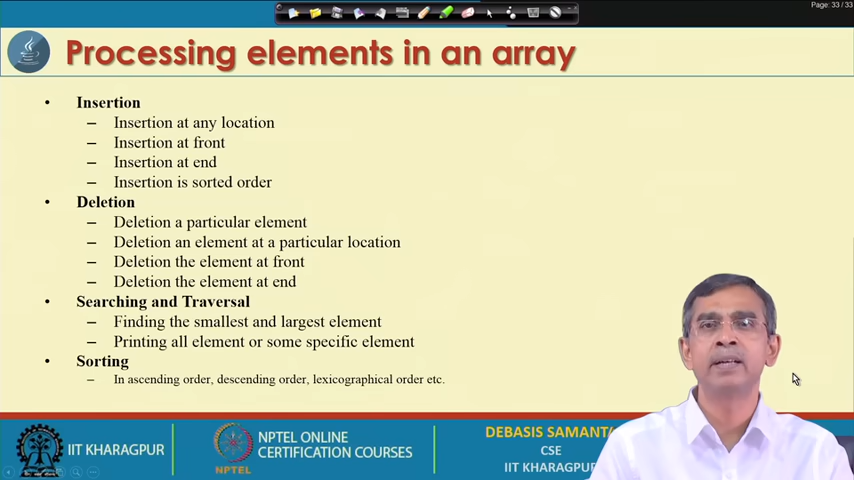 Page: 33 / 33
Processing elements in an array
• Insertion
– Insertion at any location
– Insertion at front
– Insertion at end
– Insertion is sorted order
• Deletion
– Deletion a particular element
– Deletion an element at a particular location
– Deletion the element at front
– Deletion the element at end
• Searching and Traversal
– Finding the smallest and largest element
– Printing all element or some specific element
• Sorting
– In ascending order, descending order, lexicographical order etc.
IIT KHARAGPUR
NPTEL
NPTEL ONLINE
CERTIFICATION COURSES
DEBASIS SAMANT
CSE
IIT KHARAGPUR